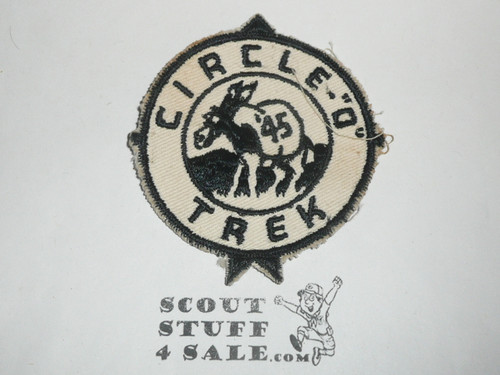 CIRCLE-"O"
'45
TREK
SCOUT
STUFF
4 SALE.COM